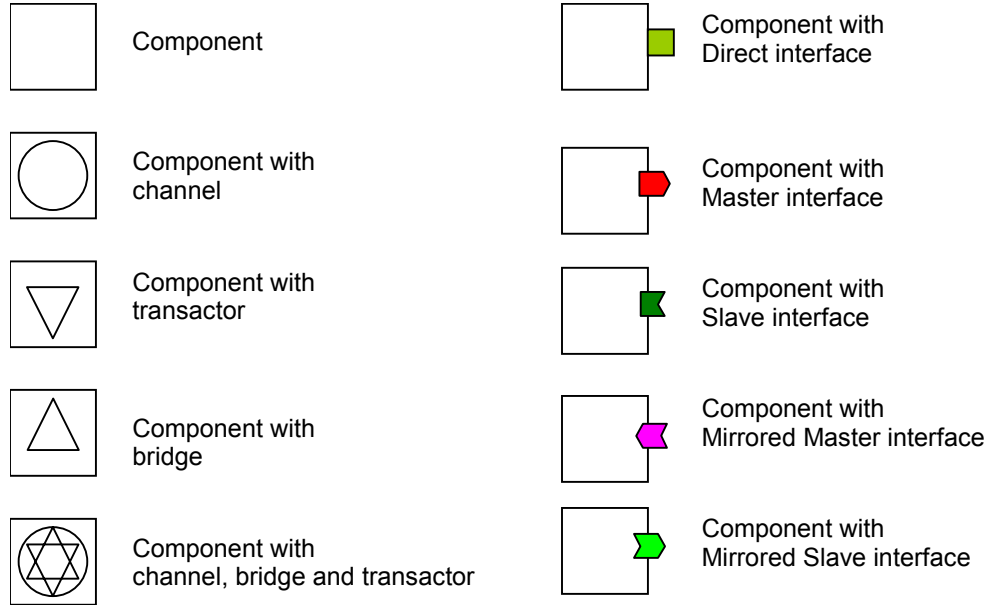 Component
Component with
channel
Component with
transactor
Component with
bridge
Component with
channel, bridge and transactor
Component with
Direct interface
Component with
Master interface
Component with
Slave interface
Component with
Mirrored Master interface
Component with
Mirrored Slave interface